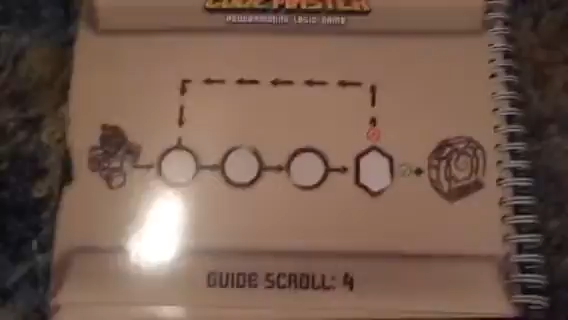 CODE MASTER
PROGRAMMING LOGIC GAME
GUIDE SCROLL: 4